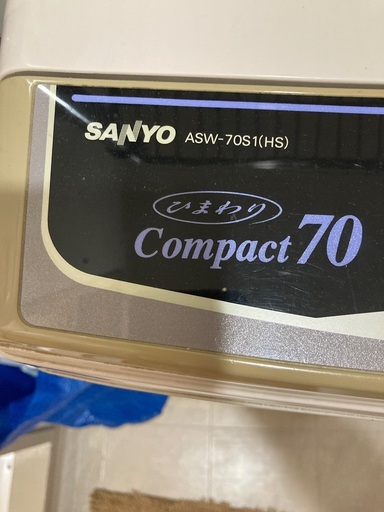 SANYO ASW-70S1(HS)
ひまわり
Compact 70